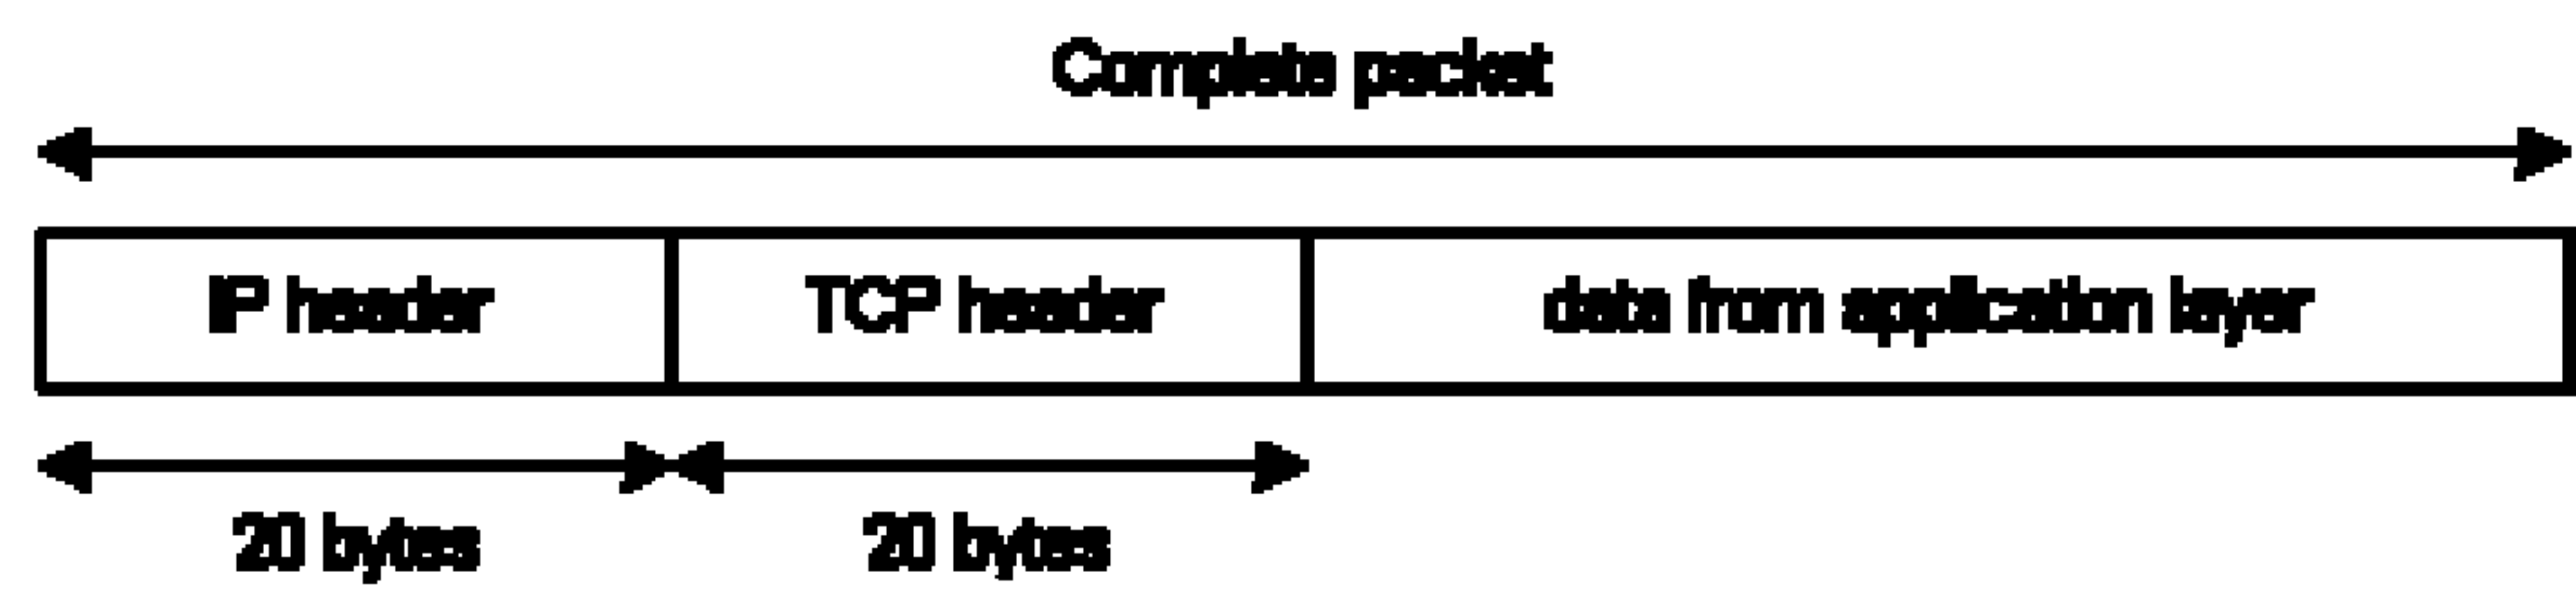 Complete packet
IP header TCP header data from application layer
20 bytes 20 bytes